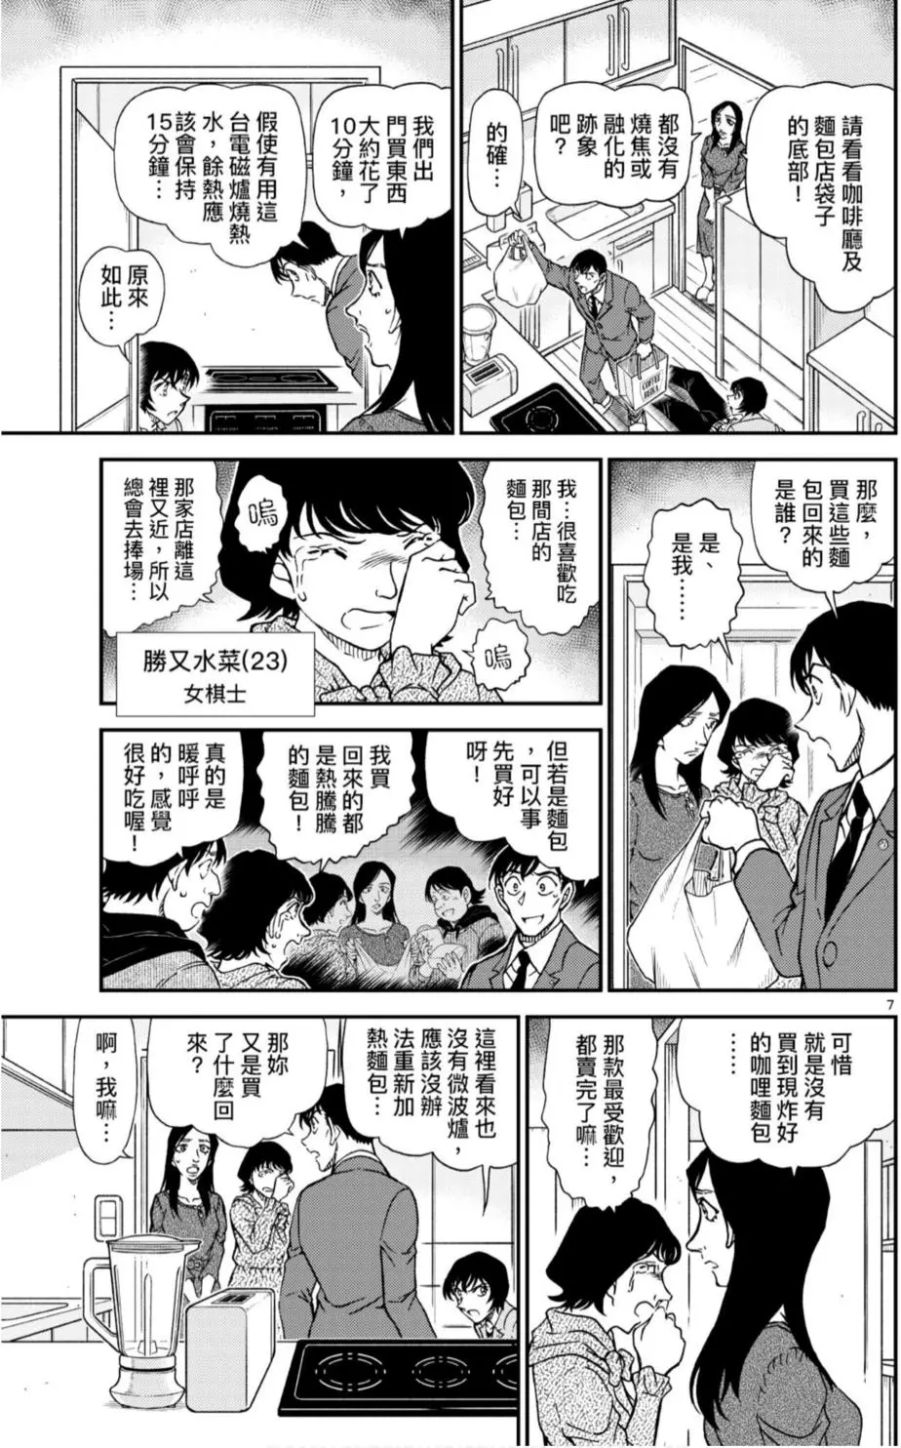 請看看咖啡廳及
麵包店袋子
的底部！
都沒有
燒焦或
融化的
跡象
吧？
的確…
我們出
門買東西
大約花了
10分鐘，
假使有用這
台電磁爐燒熱
水，餘熱應
該會保持
15分鐘…
原來
如此…
那麼，
買這些麵
包回來的
是誰？
是、
是我……
我…很喜歡吃
那間店的
麵包…
嗚
嗚
那家店離這
裡又近，所以
總會去捧場…
勝又水菜(23)
女棋士
但若是麵包
，可以事
先買好
呀！
我買
回來的都
是熱騰騰
的麵包！
真的是
暖呼呼
的，感覺
很好吃喔！
7
可惜
就是沒有
買到現炸好
的咖哩麵包
……
那款最受歡迎，
都賣完了嘛…
這裡看來也
沒有微波爐，
應該沒辦
法重新加
熱麵包…
那妳
又是買
了什麼回
來？
啊，我嘛…